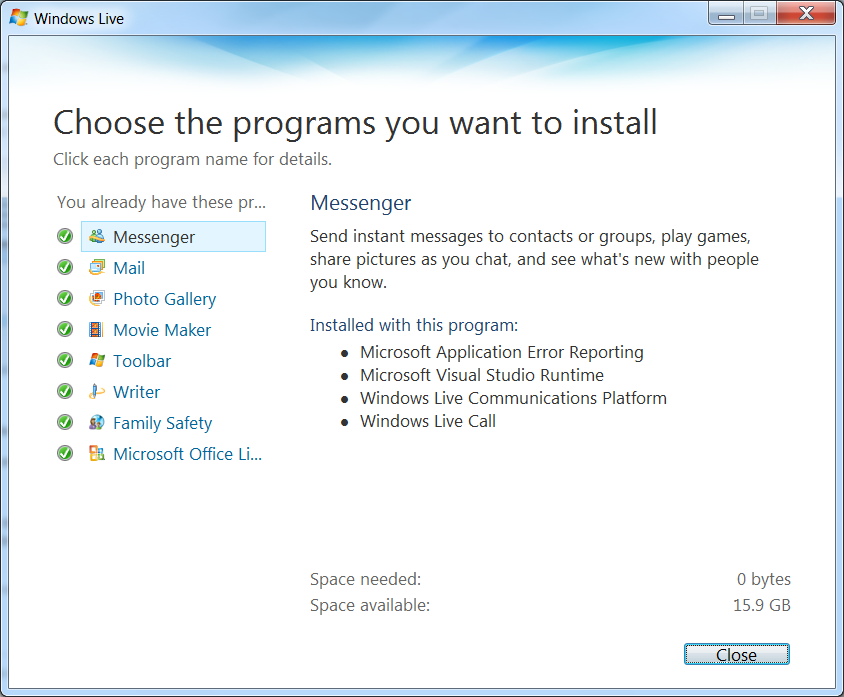 Windows Live
Choose the programs you want to install
Click each program name for details.
You already have these pr...
Messenger
Mail
Photo Gallery
Movie Maker
Toolbar
Writer
Family Safety
Microsoft Office Li...
Messenger
Send instant messages to contacts or groups, play games,
share pictures as you chat, and see what's new with people
you know.
Installed with this program:
● Microsoft Application Error Reporting
● Microsoft Visual Studio Runtime
● Windows Live Communications Platform
● Windows Live Call
Space needed: 0 bytes
Space available: 15.9 GB
Close